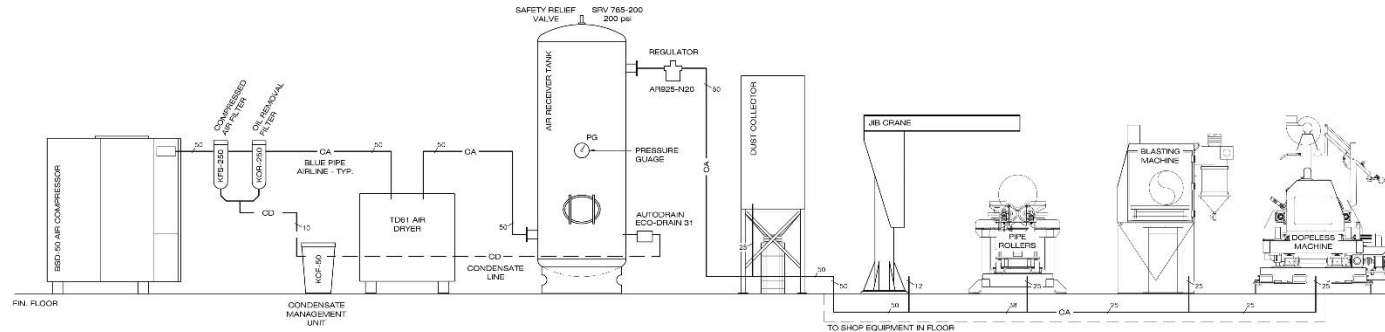 SAFETY RELIEF
VALVE
SRV 765-200
200 psi
REGULATOR
AR925-N20
50
AIR RECEIVER TANK
PG
PRESSURE
GUAGE
AUTODRAIN
ECO-DRAIN 31
COMPRESSED
AIR FILTER
OIL REMOVAL
FILTER
KFS-250
KOR-250
50
50
CA
50
BLUE PIPE
AIRLINE - TYP.
50
CA
50
BSD-50 AIR COMPRESSOR
CD
10
KCF-50
TD61 AIR
DRYER
CD
CONDENSATE
LINE
CONDENSATE
MANAGEMENT
UNIT
FIN. FLOOR
CA
DUST COLLECTOR
25
JIB CRANE
PIPE
ROLLERS
BLASTING
MACHINE
DOPELESS
MACHINE
50
50
12
25
25
25
50
38
CA
25
25
TO SHOP EQUIPMENT IN FLOOR